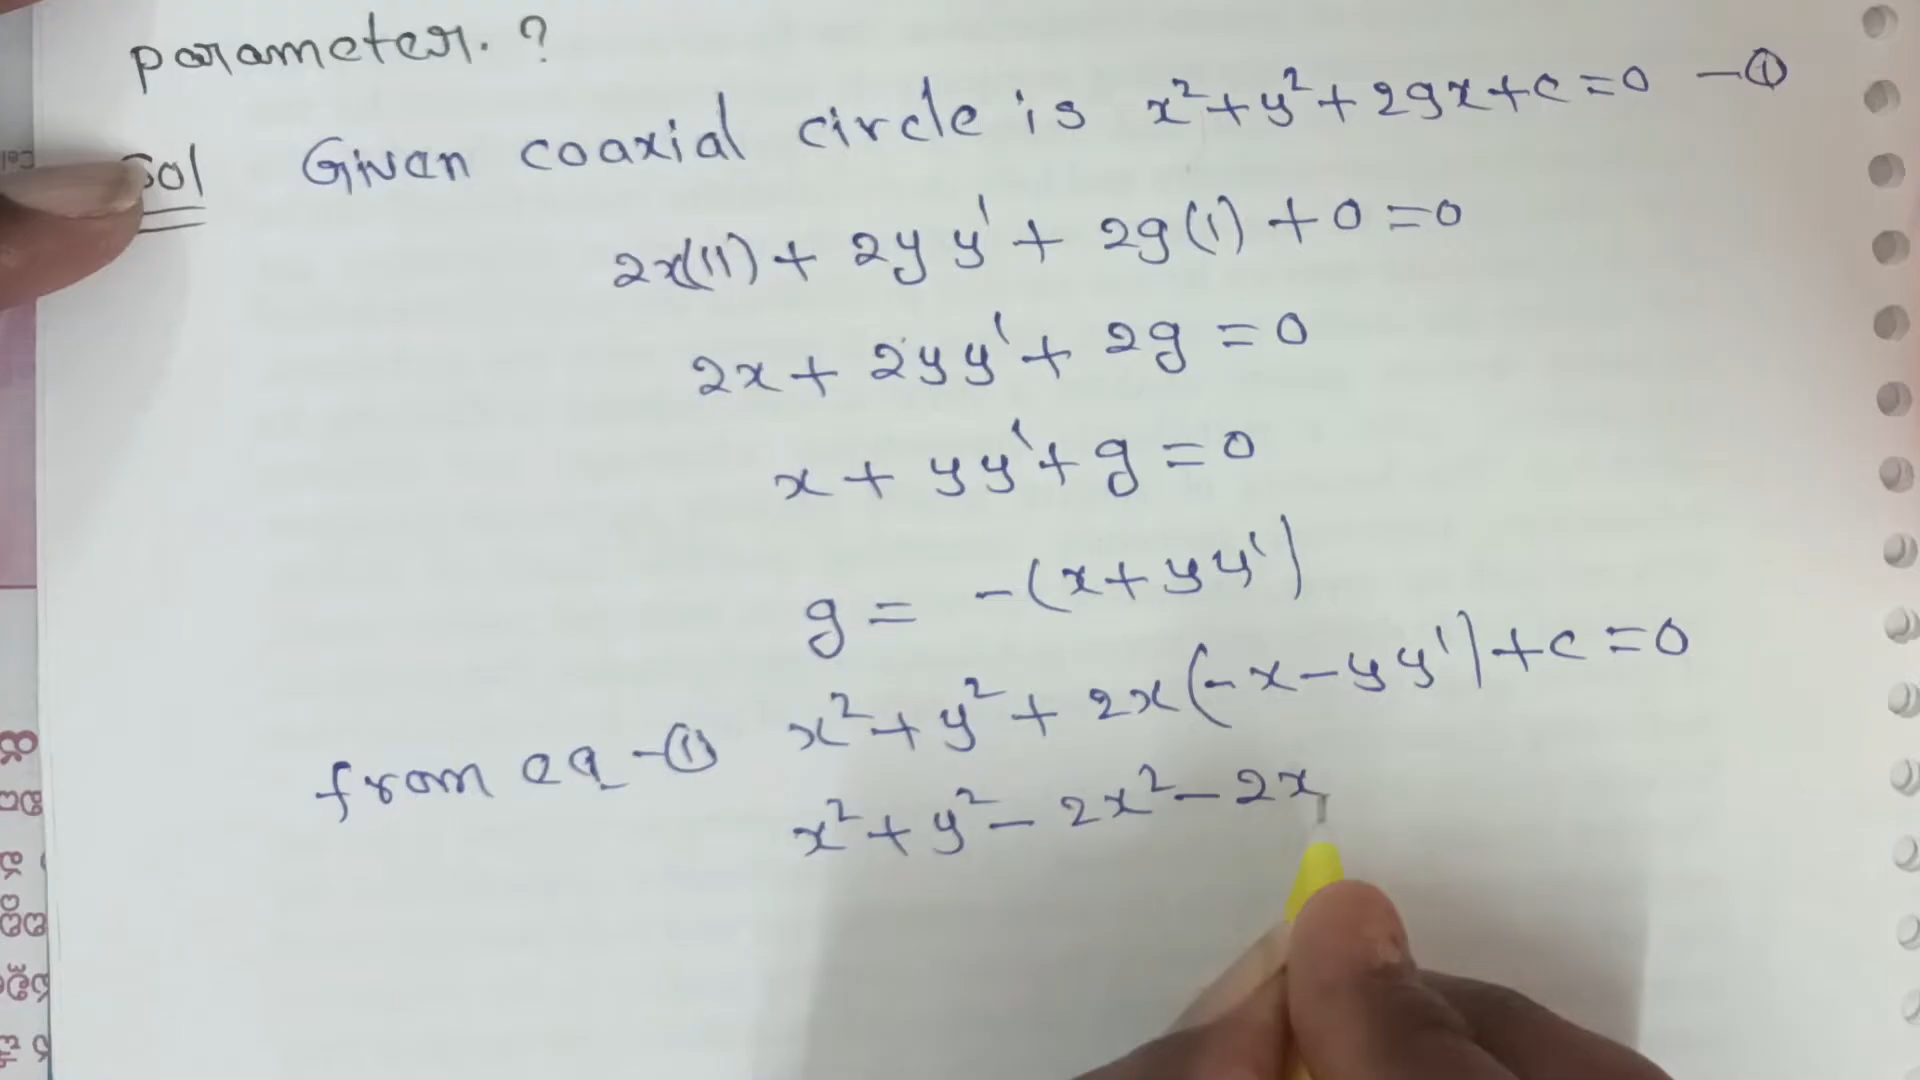 parameter. ?
Sol Given coaxial circle is x²+y²+2gx+c=0 —①
2x(1)+ 2yy'+ 2g(1)+0=0
2x+ 2yy'+ 2g =0
x+ yy'+g=0
g= -(x+yy')
from eq-① x²+y²+ 2x(-x-yy')+c=0
x²+y²-2x²-2x